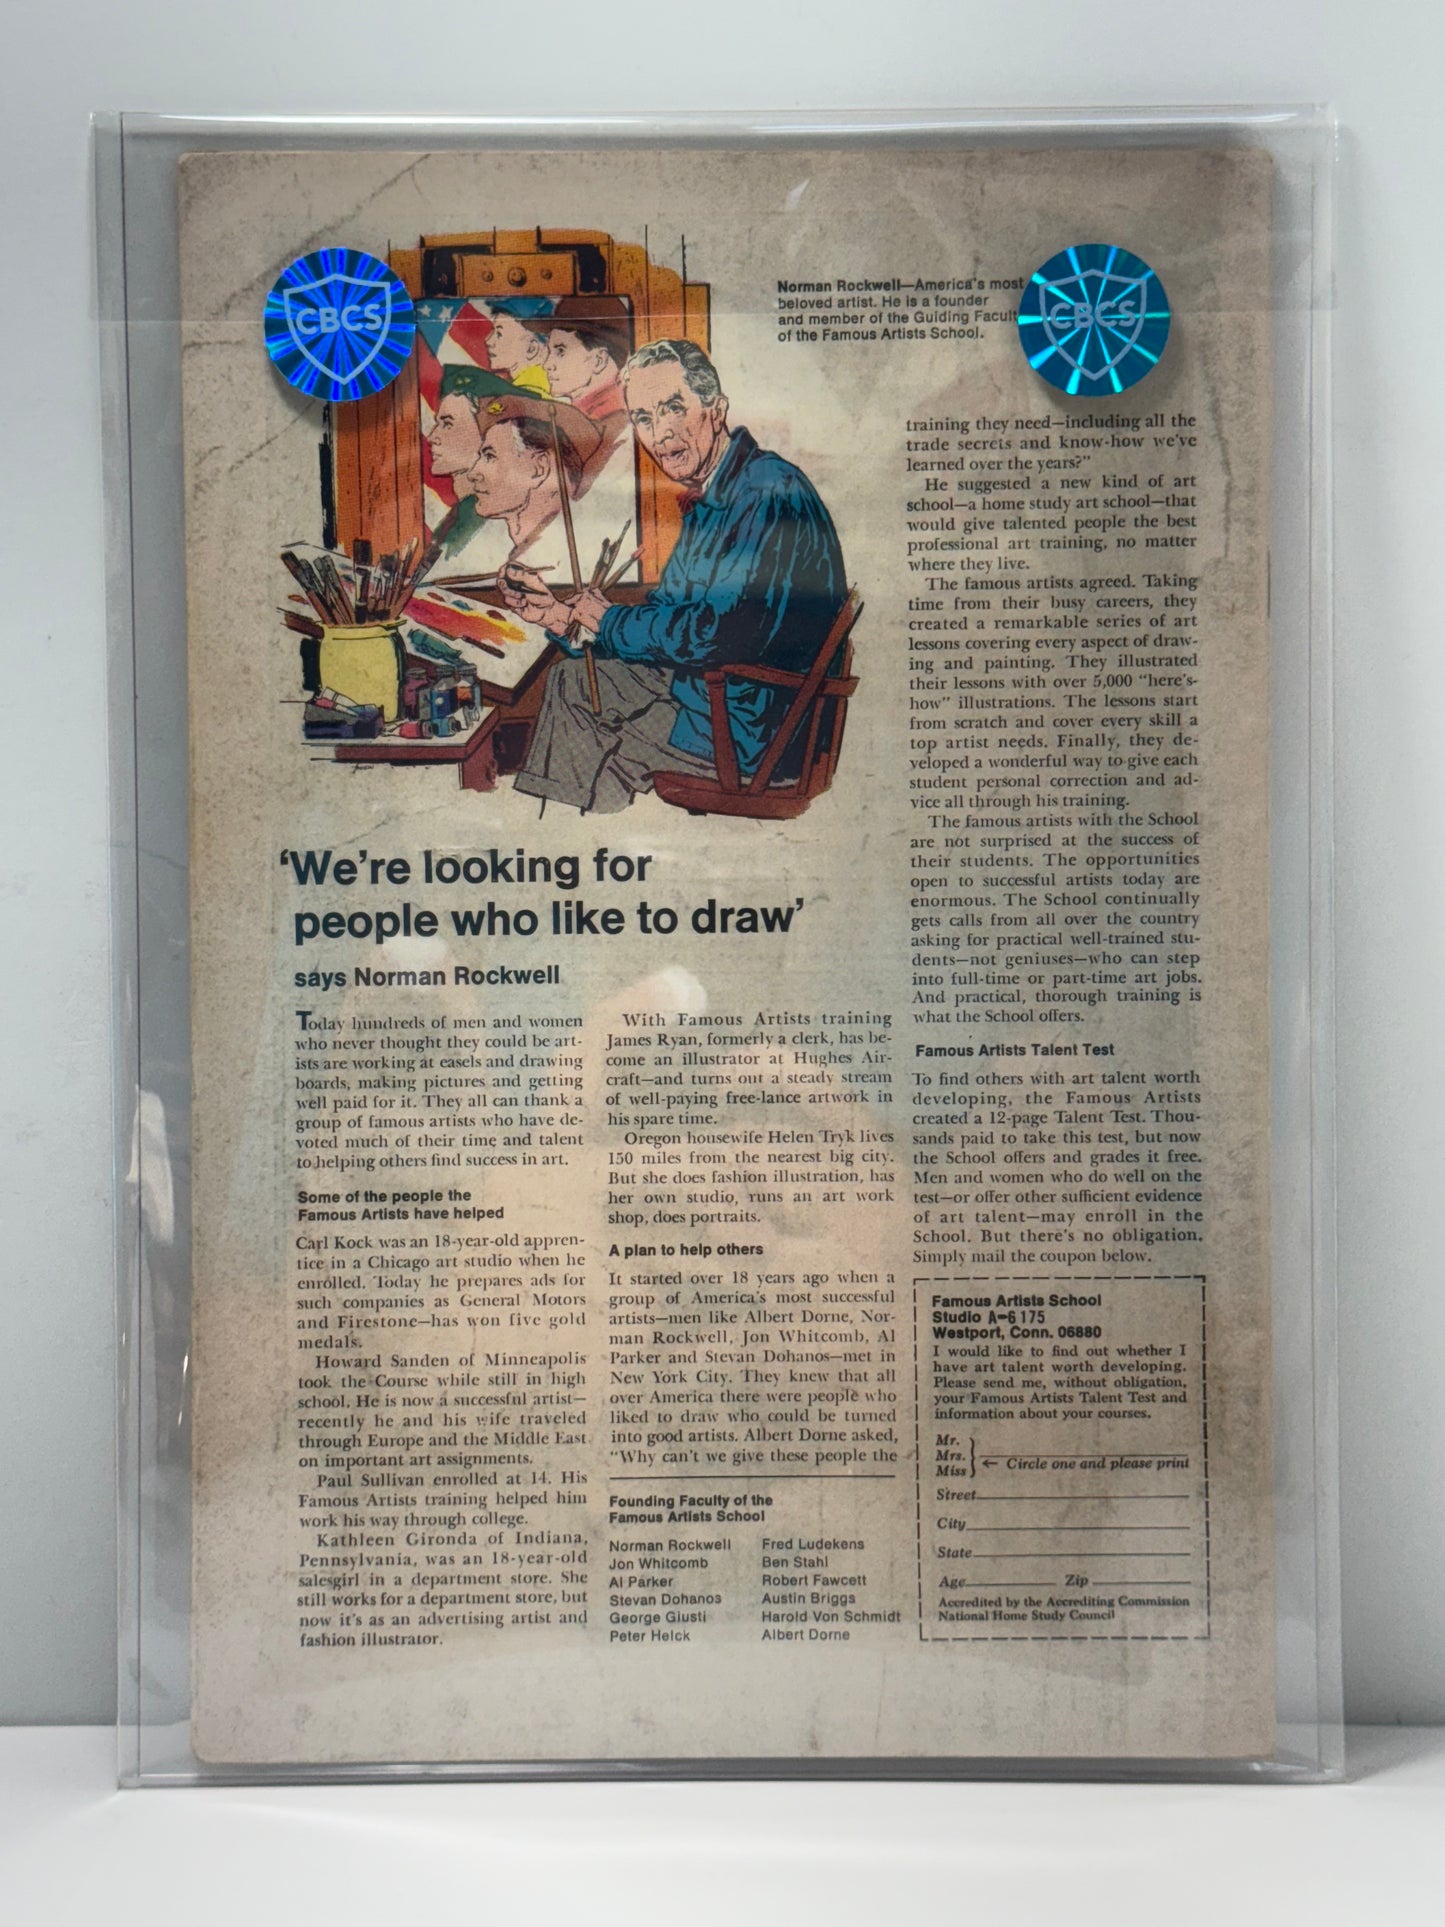 CBCS
CBCS
Norman Rockwell—America's most
beloved artist. He is a founder
and member of the Guiding Facult
of the Famous Artists School.
'We're looking for
people who like to draw'
says Norman Rockwell
Today hundreds of men and women
who never thought they could be art-
ists are working at easels and drawing
boards, making pictures and getting
well paid for it. They all can thank a
group of famous artists who have de-
voted much of their time and talent
to helping others find success in art.
Some of the people the
Famous Artists have helped
Carl Kock was an 18-year-old appren-
tice in a Chicago art studio when he
enrolled. Today he prepares ads for
such companies as General Motors
and Firestone—has won five gold
medals.
Howard Sanden of Minneapolis
took the Course while still in high
school. He is now a successful artist—
recently he and his wife traveled
through Europe and the Middle East
on important art assignments.
Paul Sullivan enrolled at 14. His
Famous Artists training helped him
work his way through college.
Kathleen Gironda of Indiana,
Pennsylvania, was an 18-year-old
salesgirl in a department store. She
still works for a department store, but
now it's as an advertising artist and
fashion illustrator.
With Famous Artists training
James Ryan, formerly a clerk, has be-
come an illustrator at Hughes Air-
craft—and turns out a steady stream
of well-paying free-lance artwork in
his spare time.
Oregon housewife Helen Tryk lives
150 miles from the nearest big city.
But she does fashion illustration, has
her own studio, runs an art work
shop, does portraits.
A plan to help others
It started over 18 years ago when a
group of America's most successful
artists—men like Albert Dorne, Nor-
man Rockwell, Jon Whitcomb, Al
Parker and Stevan Dohanos—met in
New York City. They knew that all
over America there were people who
liked to draw who could be turned
into good artists. Albert Dorne asked,
"Why can't we give these people the
Founding Faculty of the
Famous Artists School
Norman Rockwell
Jon Whitcomb
Al Parker
Stevan Dohanos
George Giusti
Peter Helck
Fred Ludekens
Ben Stahl
Robert Fawcett
Austin Briggs
Harold Von Schmidt
Albert Dorne
training they need—including all the
trade secrets and know-how we've
learned over the years?"
He suggested a new kind of art
school—a home study art school—that
would give talented people the best
professional art training, no matter
where they live.
The famous artists agreed. Taking
time from their busy careers, they
created a remarkable series of art
lessons covering every aspect of draw-
ing and painting. They illustrated
their lessons with over 5,000 "here's-
how" illustrations. The lessons start
from scratch and cover every skill a
top artist needs. Finally, they de-
veloped a wonderful way to give each
student personal correction and ad-
vice all through his training.
The famous artists with the School
are not surprised at the success of
their students. The opportunities
open to successful artists today are
enormous. The School continually
gets calls from all over the country
asking for practical well-trained stu-
dents—not geniuses—who can step
into full-time or part-time art jobs.
And practical, thorough training is
what the School offers.
Famous Artists Talent Test
To find others with art talent worth
developing, the Famous Artists
created a 12-page Talent Test. Thou-
sands paid to take this test, but now
the School offers and grades it free.
Men and women who do well on the
test—or offer other sufficient evidence
of art talent—may enroll in the
School. But there's no obligation.
Simply mail the coupon below.
Famous Artists School
Studio A-6175
Westport, Conn. 06880
I would like to find out whether I
have art talent worth developing.
Please send me, without obligation,
your Famous Artists Talent Test and
information about your courses.
Mr.
Mrs.
Miss
← Circle one and please print
Street
City
State
Age Zip
Accredited by the Accrediting Commission
National Home Study Council